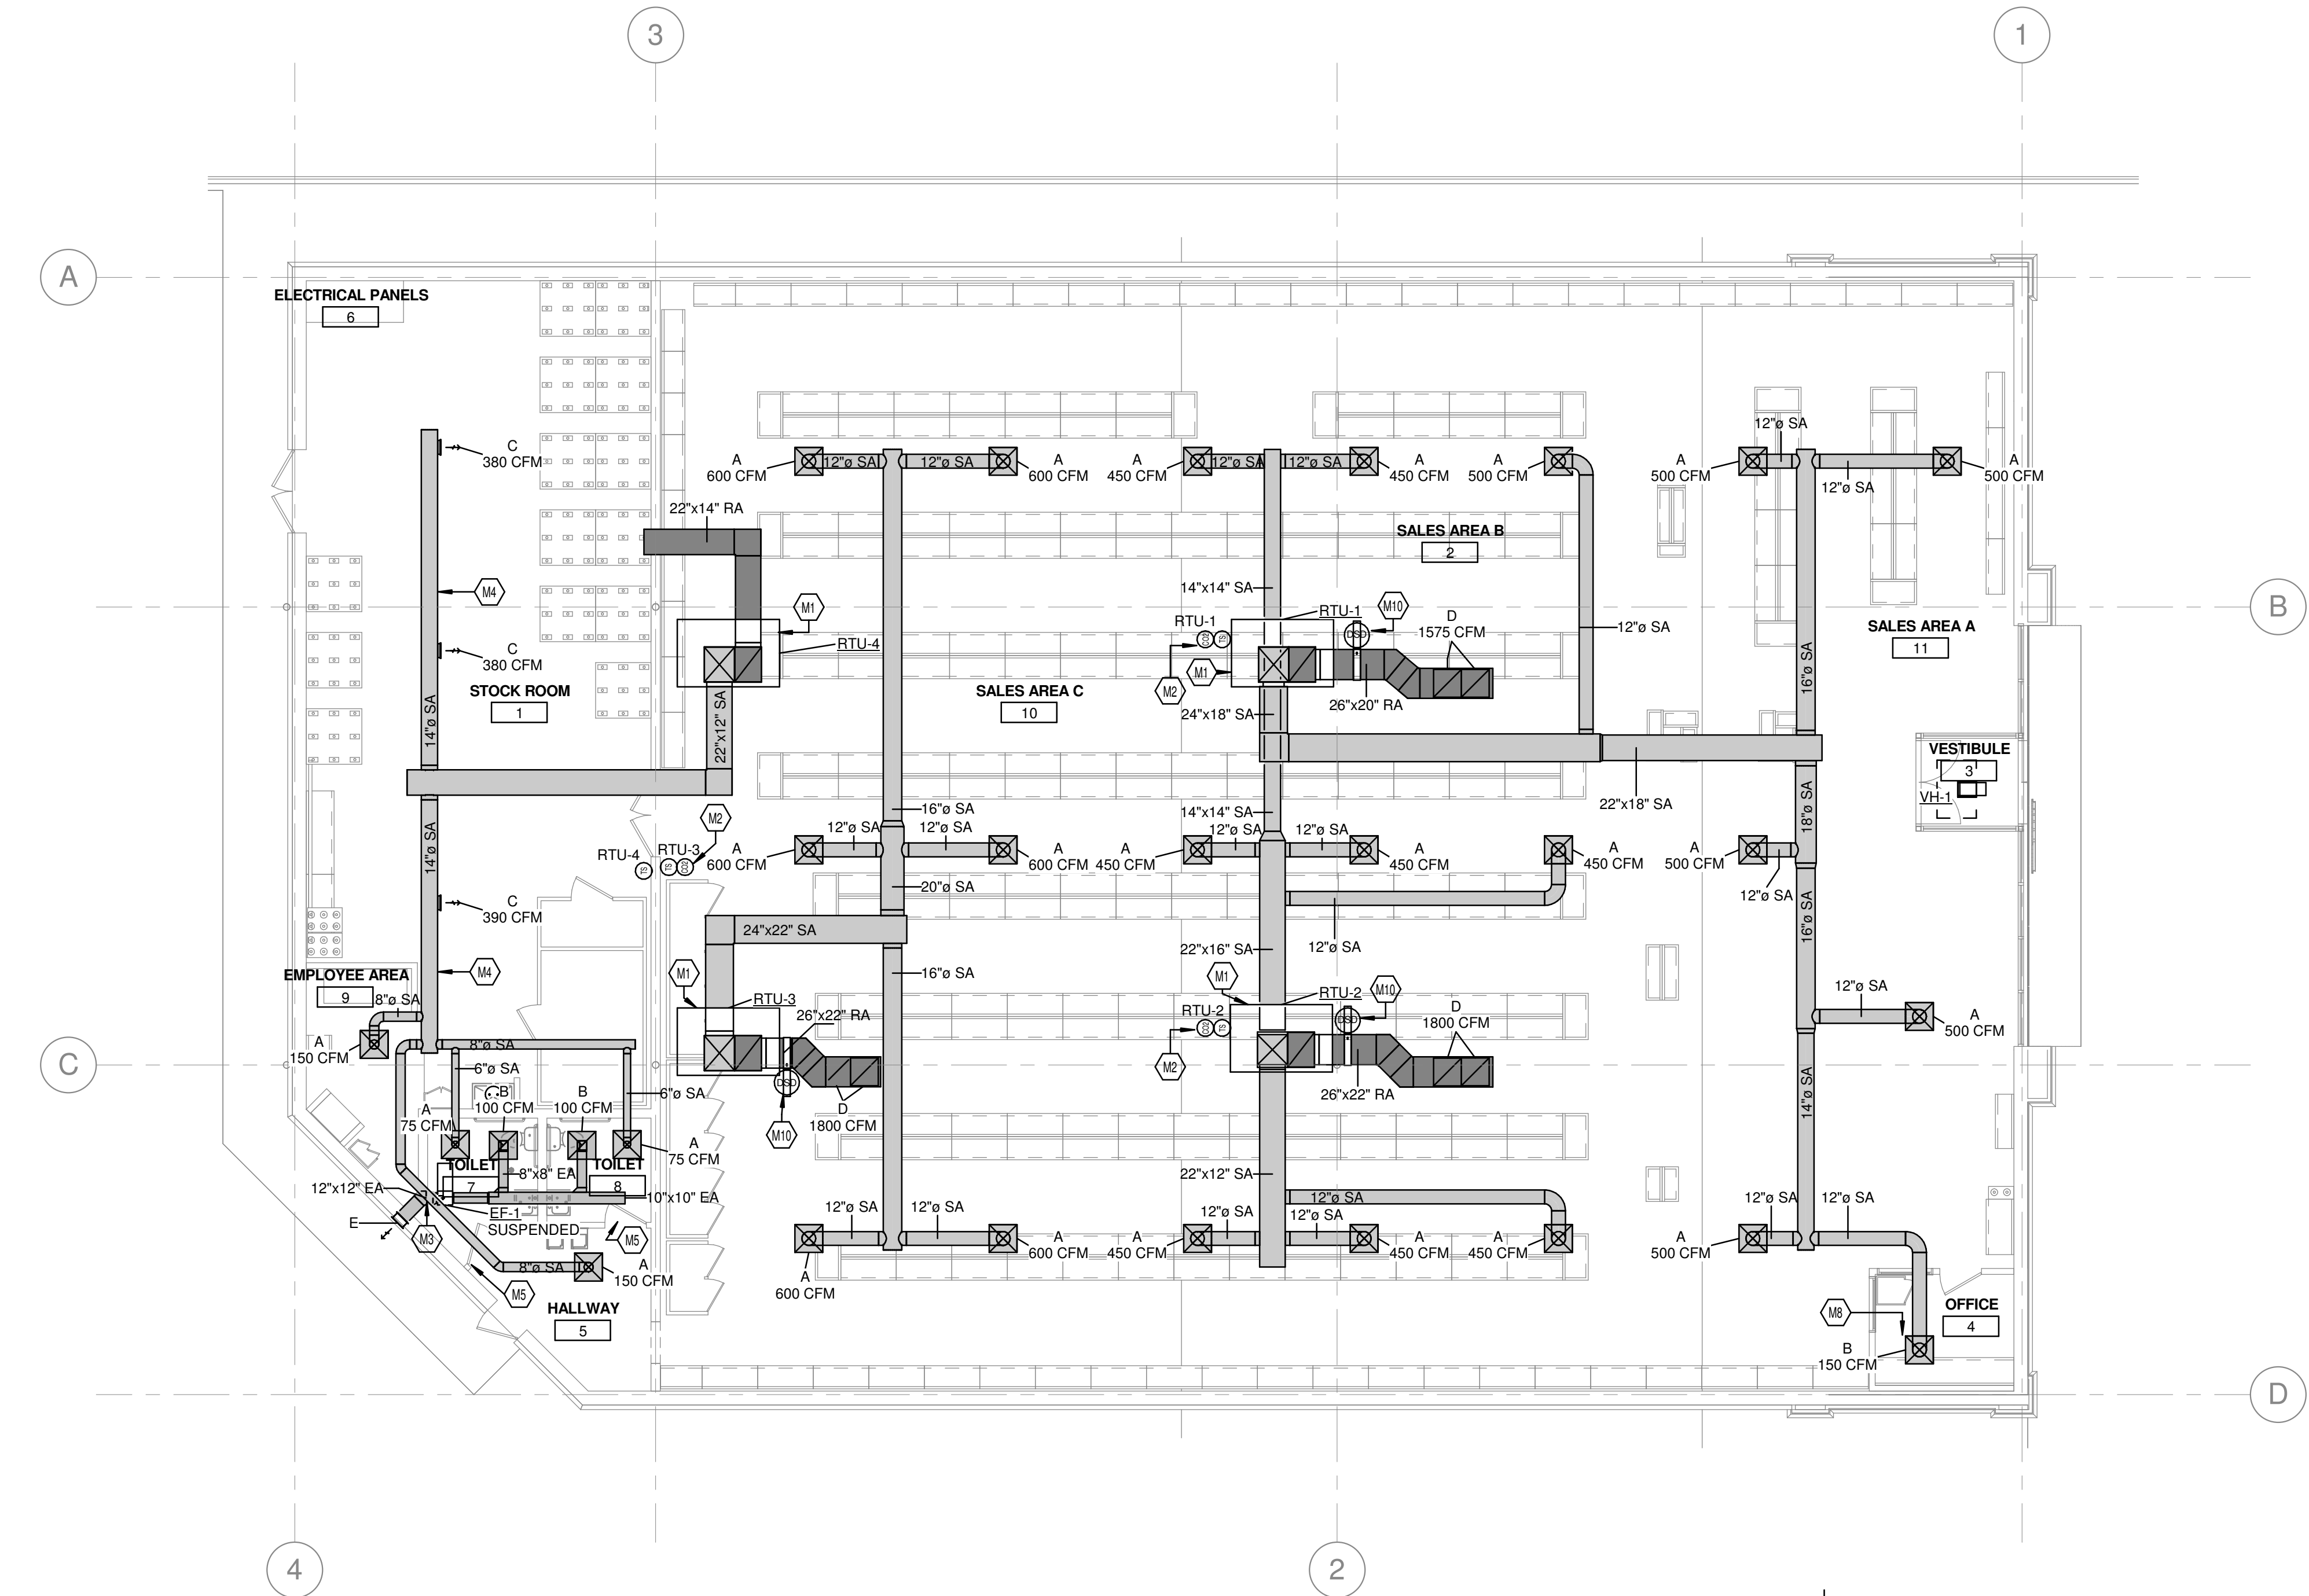 3
1
A
ELECTRICAL PANELS
6
12"ø SA
C
380 CFM
A
600 CFM
12"ø SA
12"ø SA
A
600 CFM
A
450 CFM
12"ø SA
12"ø SA
A
450 CFM
A
500 CFM
A
500 CFM
12"ø SA
A
500 CFM
22"x14" RA
SALES AREA B
2
M4
M1
14"x14" SA
RTU-1
M10
RTU-1
CO2
TS
DSD
D
1575 CFM
12"ø SA
SALES AREA A
11
B
C
380 CFM
RTU-4
M1
M2
16"ø SA
STOCK ROOM
1
SALES AREA C
10
26"x20" RA
24"x18" SA
14"ø SA
22"x12" SA
VESTIBULE
3
VH-1
22"x18" SA
16"ø SA
14"x14" SA
18"ø SA
M2
12"ø SA
12"ø SA
12"ø SA
12"ø SA
14"ø SA
RTU-4
RTU-3
TS
TS
CO2
A
600 CFM
A
600 CFM
A
450 CFM
A
450 CFM
A
450 CFM
A
500 CFM
20"ø SA
12"ø SA
C
390 CFM
24"x22" SA
16"ø SA
22"x16" SA
12"ø SA
EMPLOYEE AREA
9
8"ø SA
M4
M1
16"ø SA
M1
RTU-3
RTU-2
M10
12"ø SA
26"x22" RA
RTU-2
CO2
TS
DSD
D
1800 CFM
A
500 CFM
A
150 CFM
8"ø SA
C
M2
6"ø SA
DSD
6"ø SA
26"x22" RA
B
100 CFM
B
100 CFM
A
75 CFM
D
1800 CFM
14"ø SA
M10
A
75 CFM
TOILET
7
8"x8" EA
TOILET
8
22"x12" SA
12"x12" EA
10"x10" EA
12"ø SA
12"ø SA
12"ø SA
EF-1
SUSPENDED
12"ø SA
12"ø SA
12"ø SA
12"ø SA
E
M3
M5
A
600 CFM
A
450 CFM
A
450 CFM
A
450 CFM
A
500 CFM
8"ø SA
A
150 CFM
A
600 CFM
M5
HALLWAY
5
M8
OFFICE
4
B
150 CFM
D
4
2